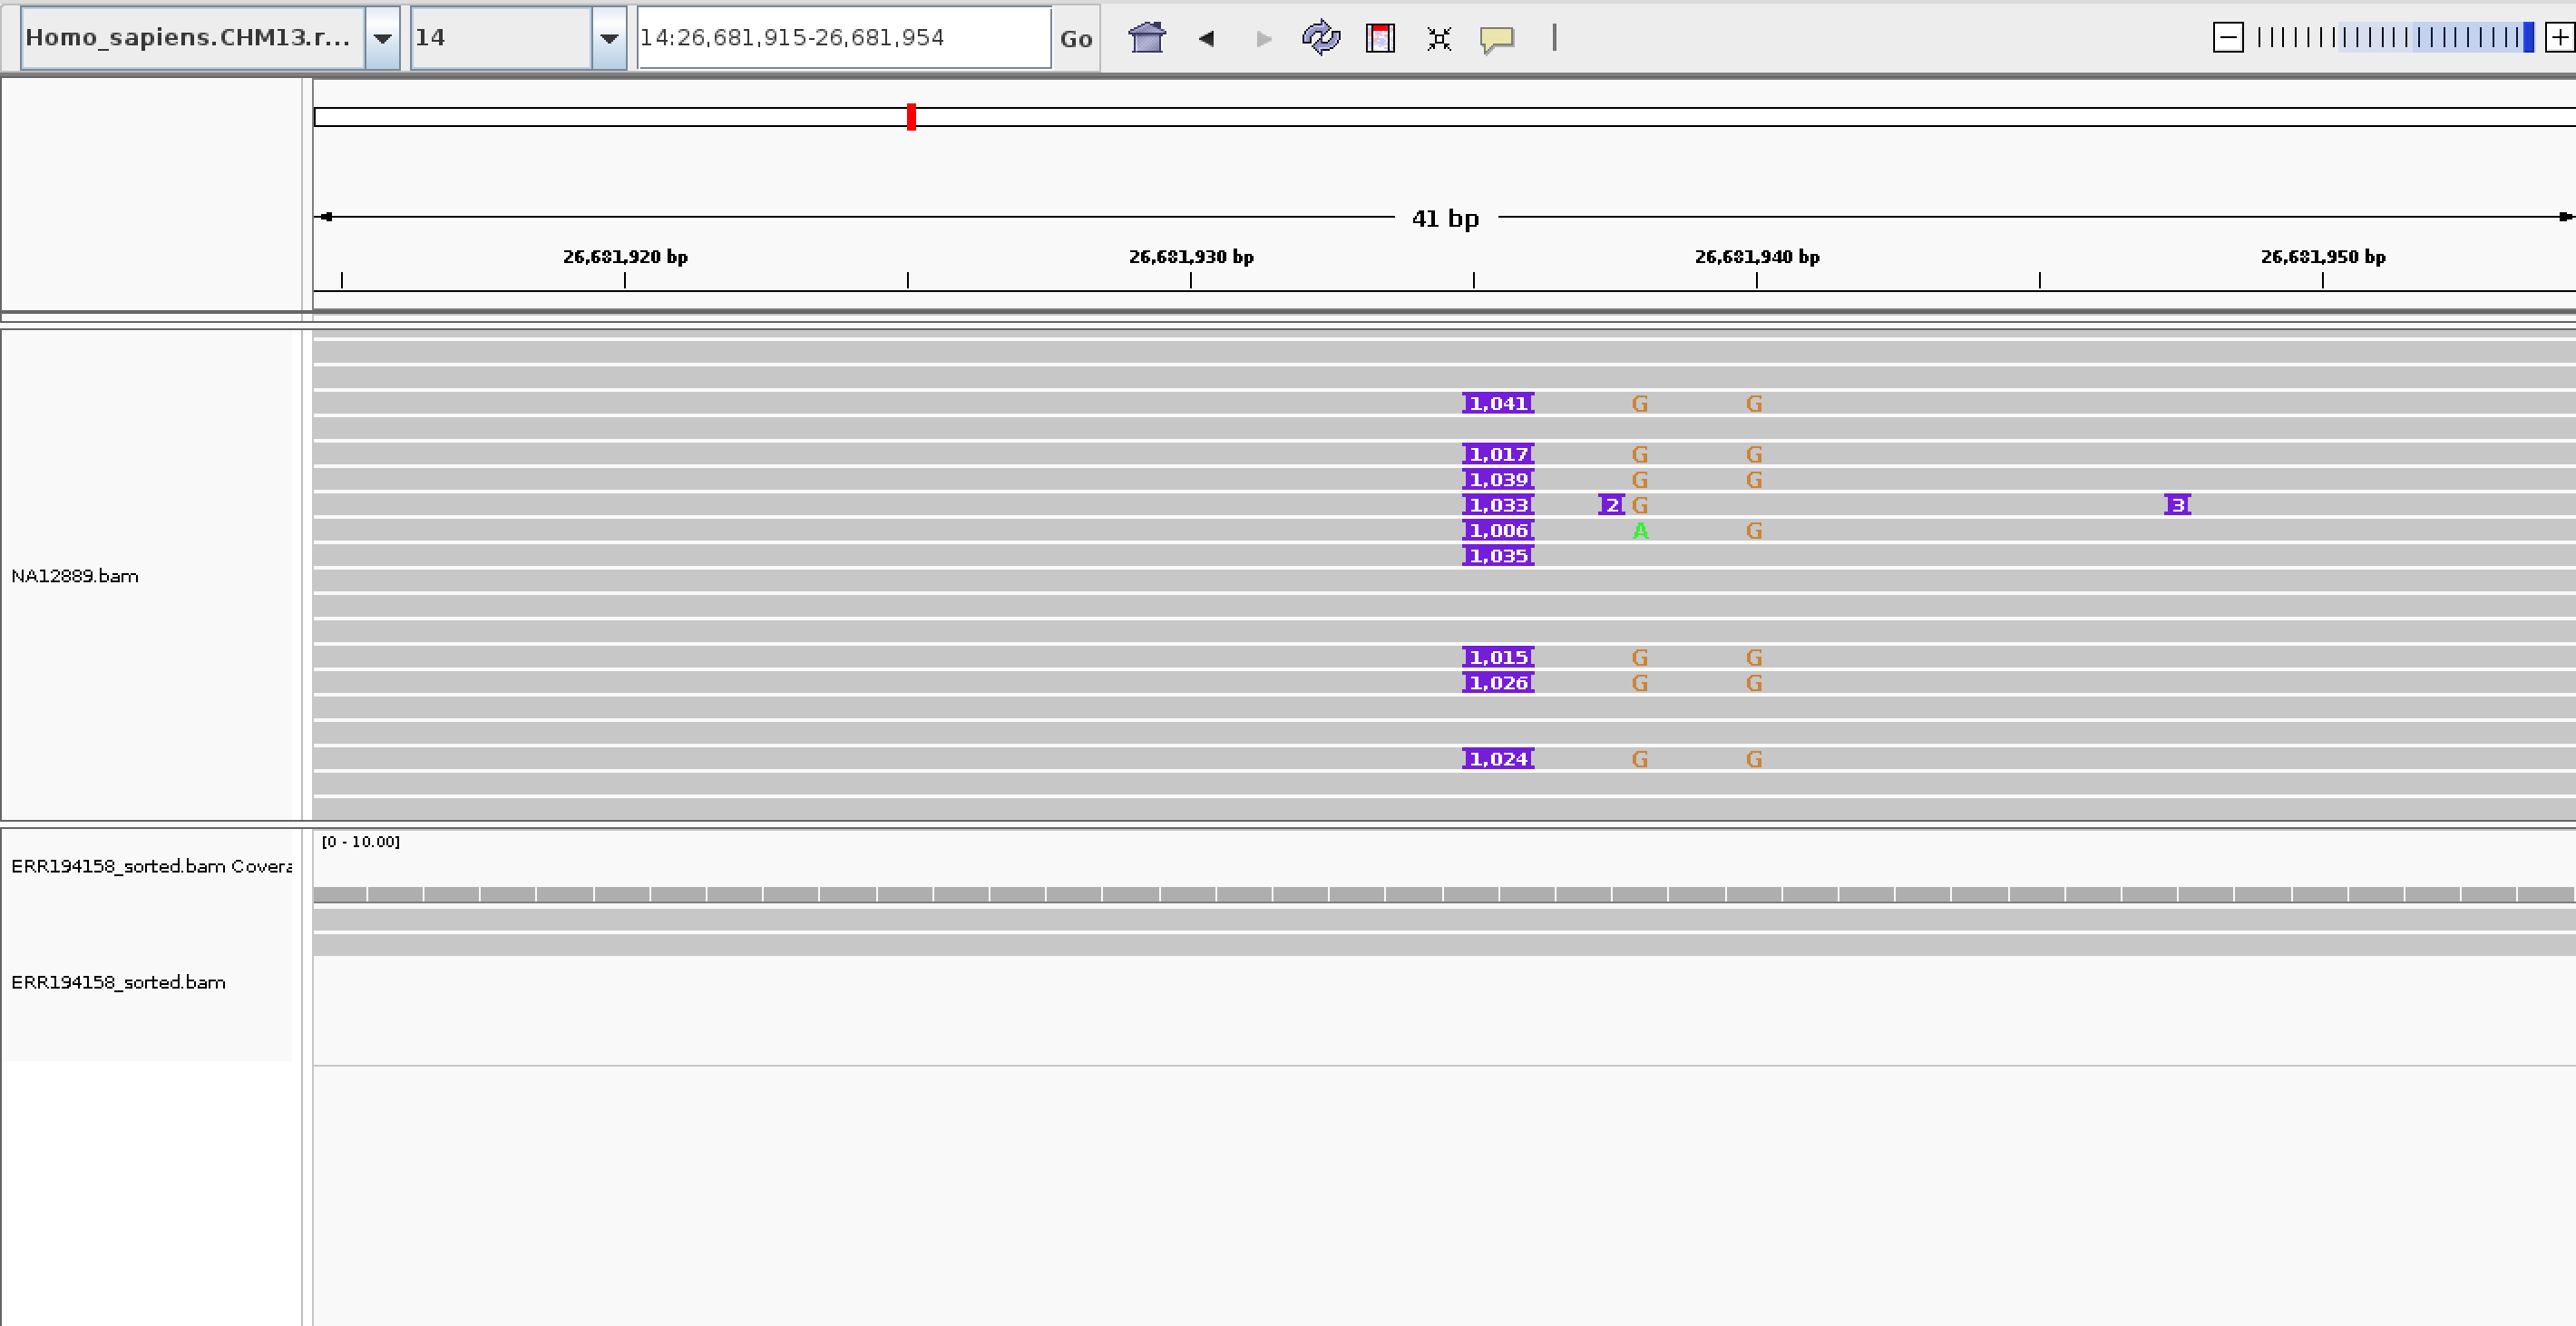 Homo_sapiens.CHM13.r... 14 14:26,681,915-26,681,954 Go
41 bp
26,681,920 bp 26,681,930 bp 26,681,940 bp 26,681,950 bp
1,041 G G
1,017 G G
1,039 G G
1,033 2 G 3
1,006 A G
1,035
NA12889.bam
1,015 G G
1,026 G G
1,024 G G
[0 - 10.00]
ERR194158_sorted.bam Covera
ERR194158_sorted.bam